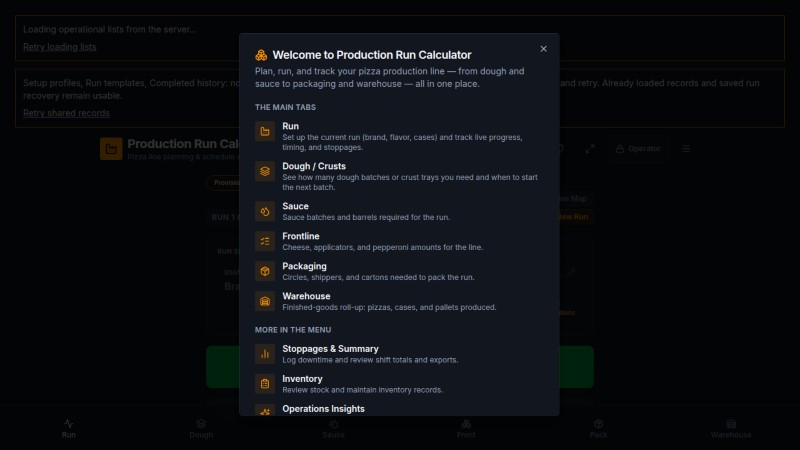 Loading operational lists from the server...
Retry loading lists
Setup profiles, Run templates, Completed history: no
and retry. Already loaded records and saved run
recovery remain usable.
Retry shared records
Production Run Cal
Pizza line planning & schedule
Operator
RUN 1
Welcome to Production Run Calculator
Plan, run, and track your pizza production line — from dough and
sauce to packaging and warehouse — all in one place.
THE MAIN TABS
Run
Set up the current run (brand, flavor, cases) and track live progress,
timing, and stoppages.
Dough / Crusts
See how many dough batches or crust trays you need and when to start
the next batch.
Sauce
Sauce batches and barrels required for the run.
Frontline
Cheese, applicators, and pepperoni amounts for the line.
Packaging
Circles, shippers, and cartons needed to pack the run.
Warehouse
Finished-goods roll-up: pizzas, cases, and pallets produced.
MORE IN THE MENU
Stoppages & Summary
Log downtime and review shift totals and exports.
Inventory
Review stock and maintain inventory records.
Operations Insights
Run
Dough
Sauce
Front
Pack
Warehouse